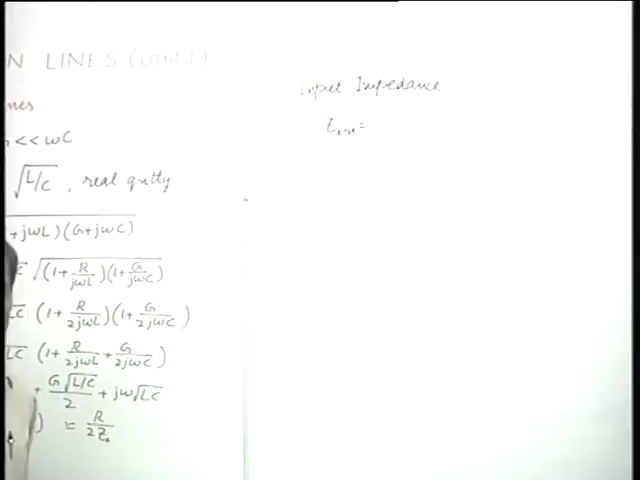 N LINES (contd)
nes
<< ωC
√L/C , real qutty
+jωL)(G+jωC)
C √(1+R/jωL)(1+G/jωC)
LC (1+R/2jωL)(1+G/2jωC)
LC (1+R/2jωL+G/2jωC)
+ G√L/C/2 + jω√LC
) ≃ R/2Z₀
Input Impedance
Zin=